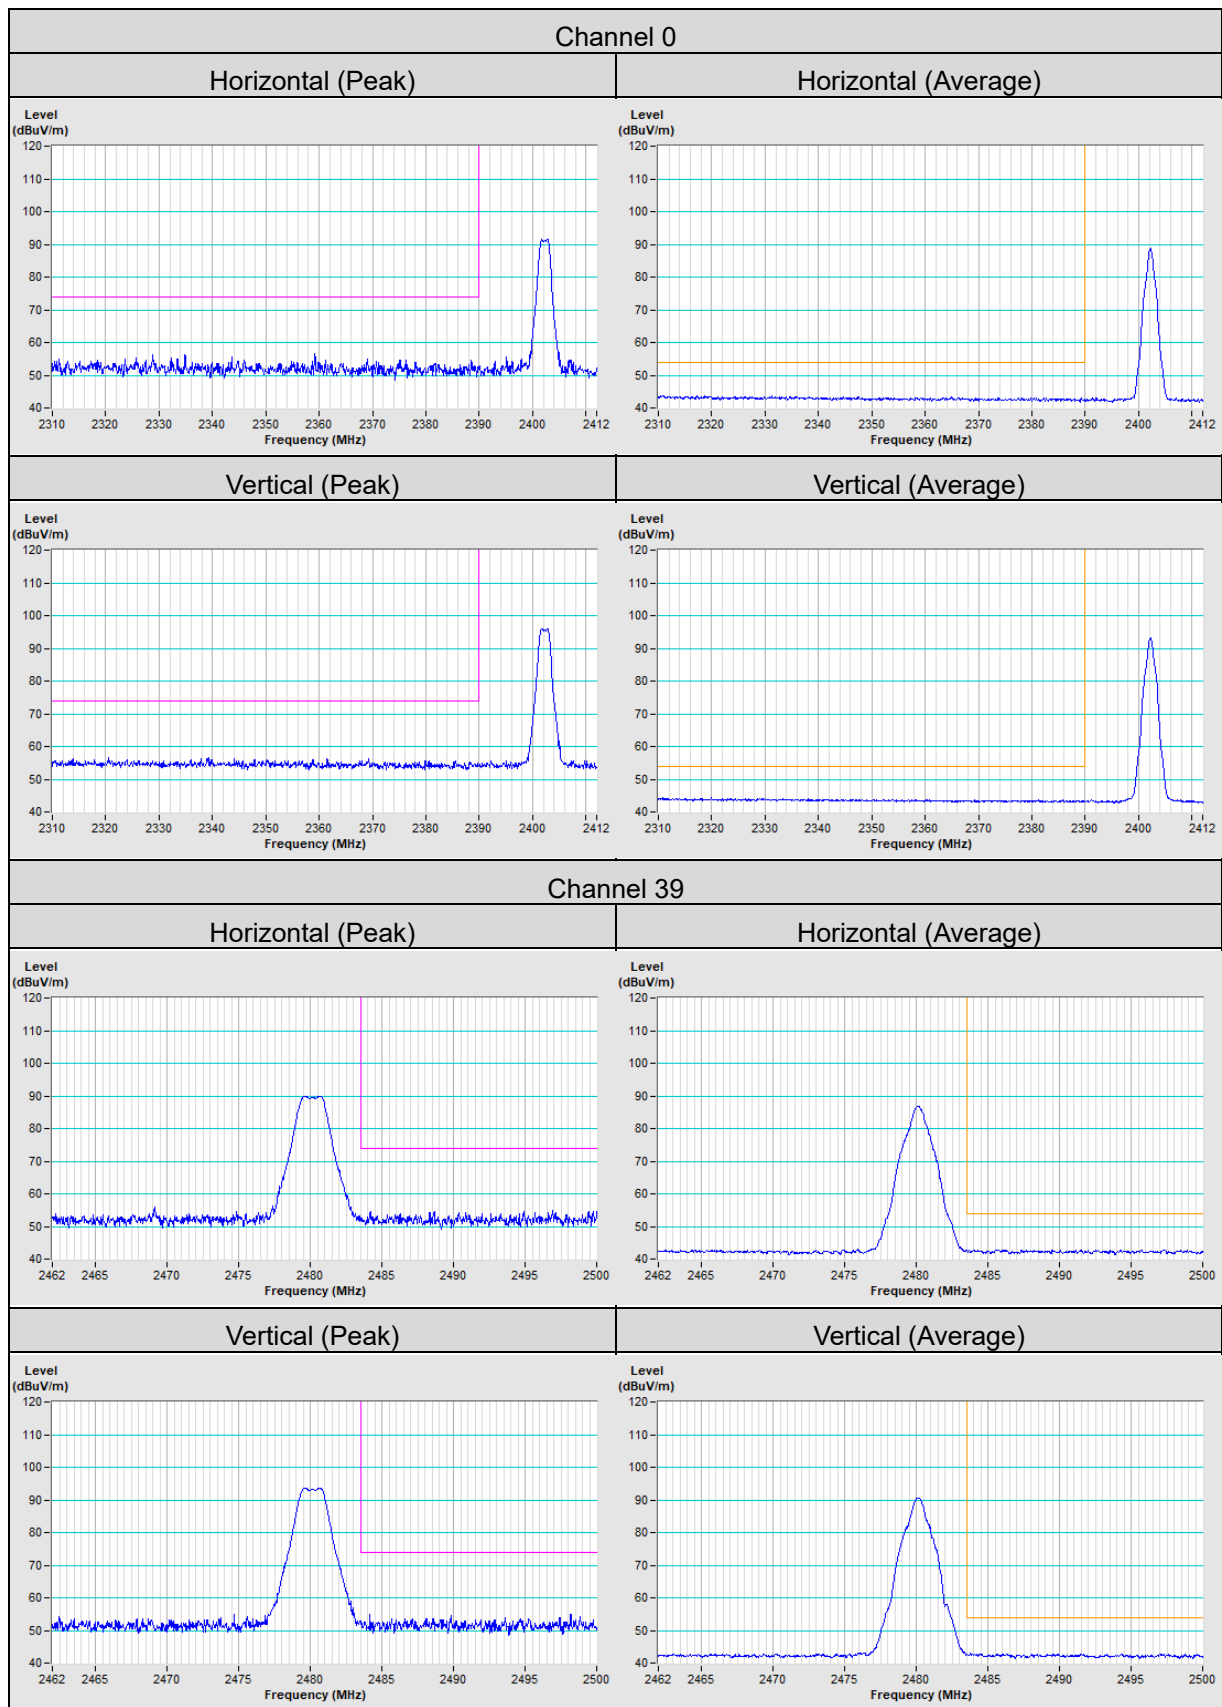 Channel 0
Horizontal (Peak) Horizontal (Average)
Level Level
(dBuV/m) (dBuV/m)
120 120
110 110
100 100
90 90
80 80
70 70
60 60
50 50
40 40
2310 2320 2330 2340 2350 2360 2370 2380 2390 2400 2412 2310 2320 2330 2340 2350 2360 2370 2380 2390 2400 2412
Frequency (MHz) Frequency (MHz)
Vertical (Peak) Vertical (Average)
Level Level
(dBuV/m) (dBuV/m)
120 120
110 110
100 100
90 90
80 80
70 70
60 60
50 50
40 40
2310 2320 2330 2340 2350 2360 2370 2380 2390 2400 2412 2310 2320 2330 2340 2350 2360 2370 2380 2390 2400 2412
Frequency (MHz) Frequency (MHz)
Channel 39
Horizontal (Peak) Horizontal (Average)
Level Level
(dBuV/m) (dBuV/m)
120 120
110 110
100 100
90 90
80 80
70 70
60 60
50 50
40 40
2462 2465 2470 2475 2480 2485 2490 2495 2500 2462 2465 2470 2475 2480 2485 2490 2495 2500
Frequency (MHz) Frequency (MHz)
Vertical (Peak) Vertical (Average)
Level Level
(dBuV/m) (dBuV/m)
120 120
110 110
100 100
90 90
80 80
70 70
60 60
50 50
40 40
2462 2465 2470 2475 2480 2485 2490 2495 2500 2462 2465 2470 2475 2480 2485 2490 2495 2500
Frequency (MHz) Frequency (MHz)